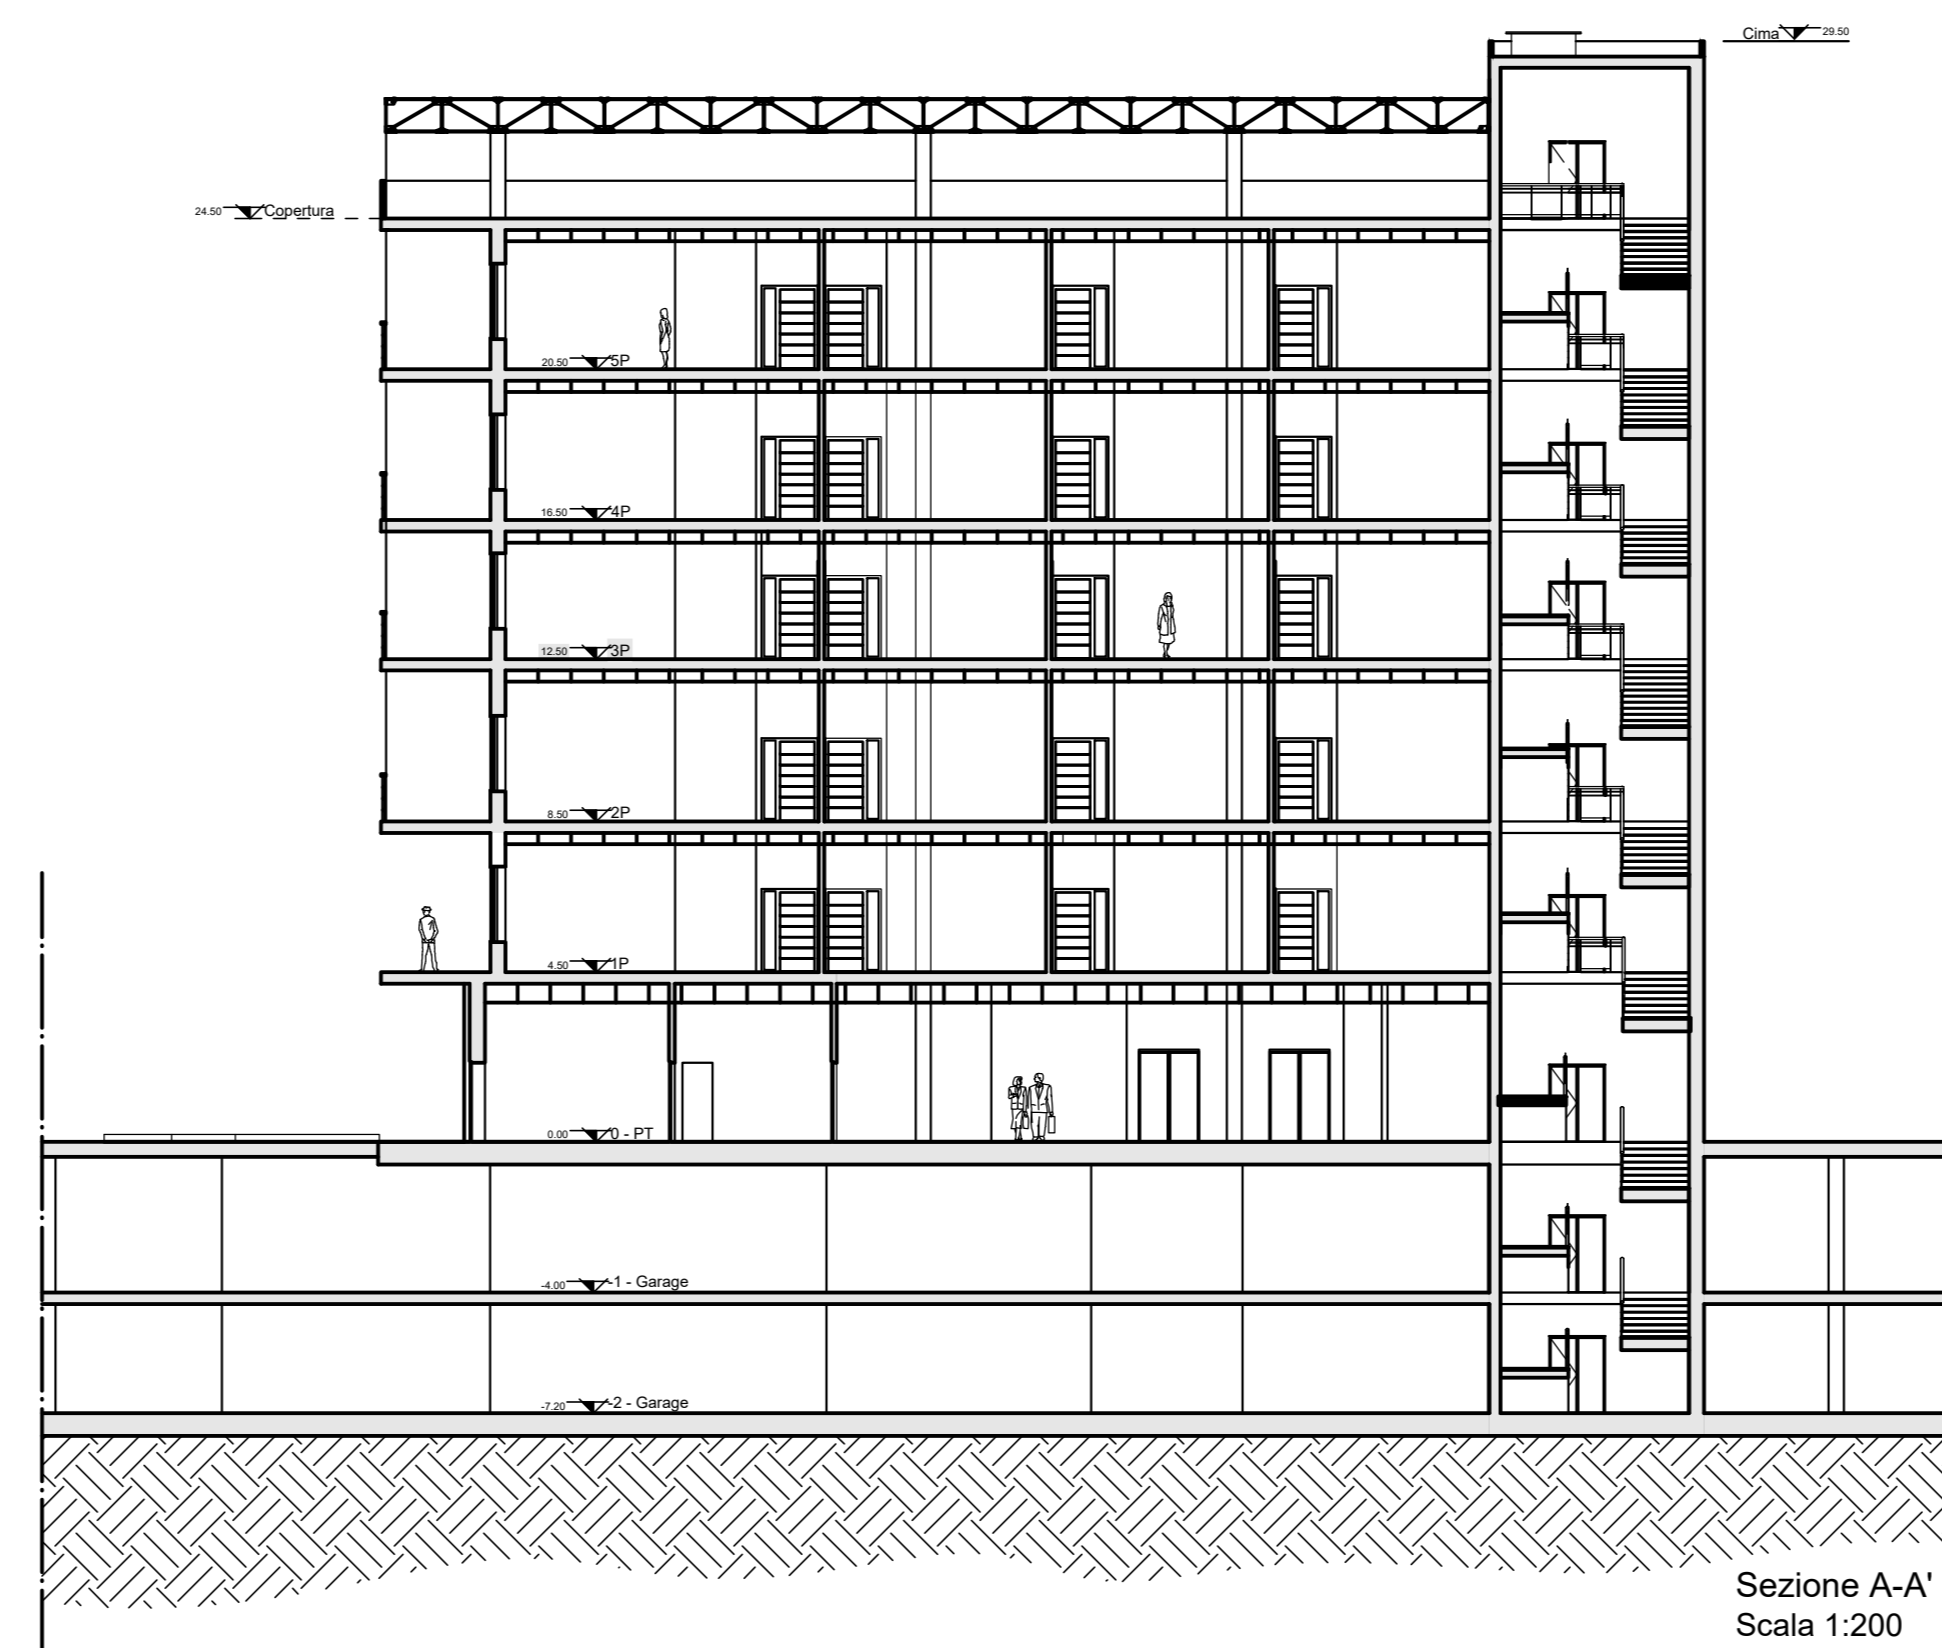 Cima 29.50
24.50 Copertura
20.50 5P
16.50 4P
12.50 3P
8.50 2P
4.50 1P
0.00 0 - PT
-4.00 -1 - Garage
-7.20 -2 - Garage
Sezione A-A'
Scala 1:200